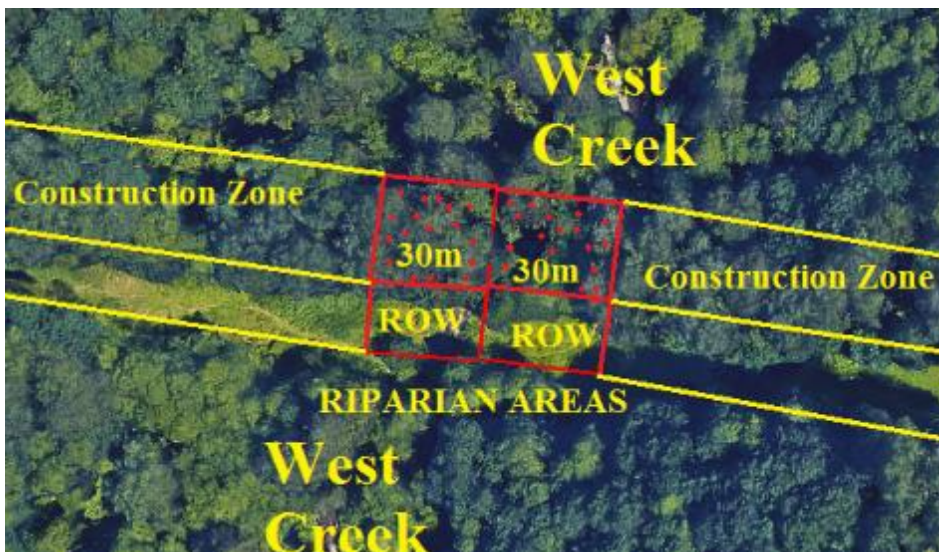 West
Creek
Construction Zone
30m
30m
Construction Zone
ROW
ROW
RIPARIAN AREAS
West
Creek